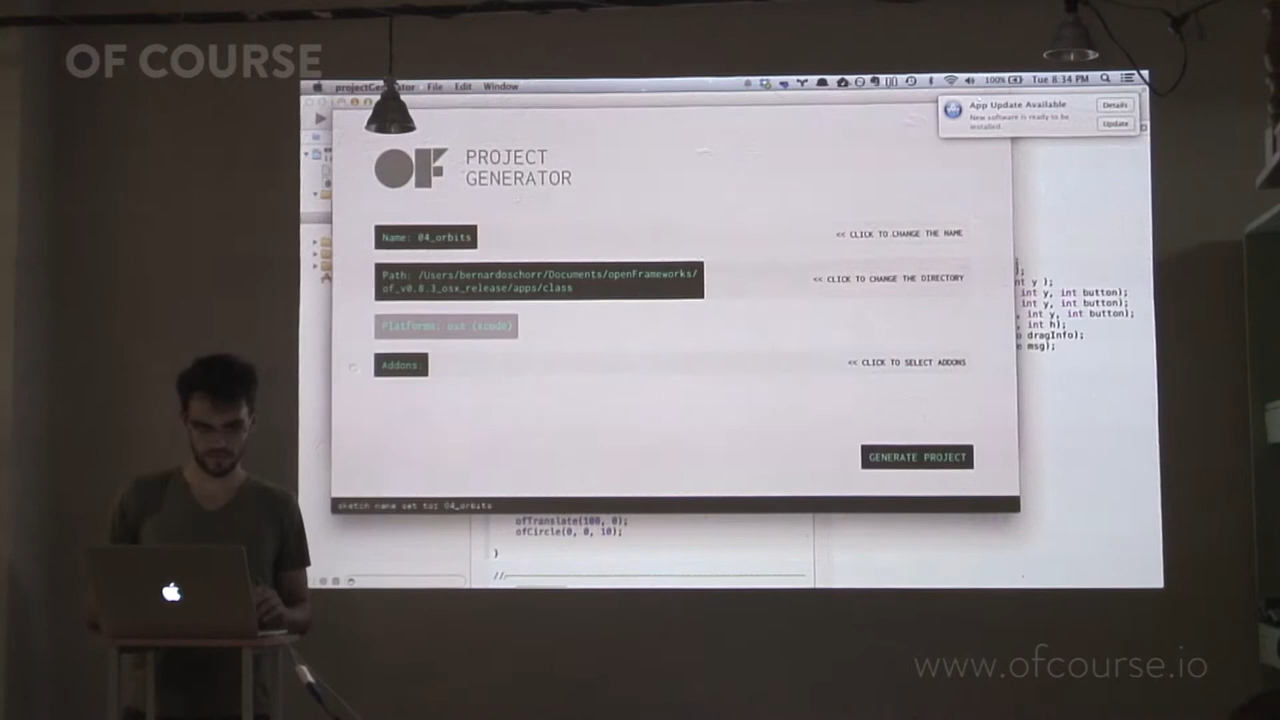 OF COURSE
projectGenerator File Edit Window
100% Tue 8:34 PM
App Update Available
New software is ready to be
installed.
Details
Update
OF PROJECT
GENERATOR
Name: 04_orbits
<< CLICK TO CHANGE THE NAME
Path: /Users/bernardoschorr/Documents/openFrameworks/
of_v0.8.3_osx_release/apps/class
<< CLICK TO CHANGE THE DIRECTORY
Platforms: osx (xcode)
Addons:
<< CLICK TO SELECT ADDONS
GENERATE PROJECT
sketch name set to: 04_orbits
nt y );
int y, int button);
int y, int button);
, int y, int button);
, int h);
o dragInfo);
e msg);
ofTranslate(100, 0);
ofCircle(0, 0, 10);
}
//
www.ofcourse.io